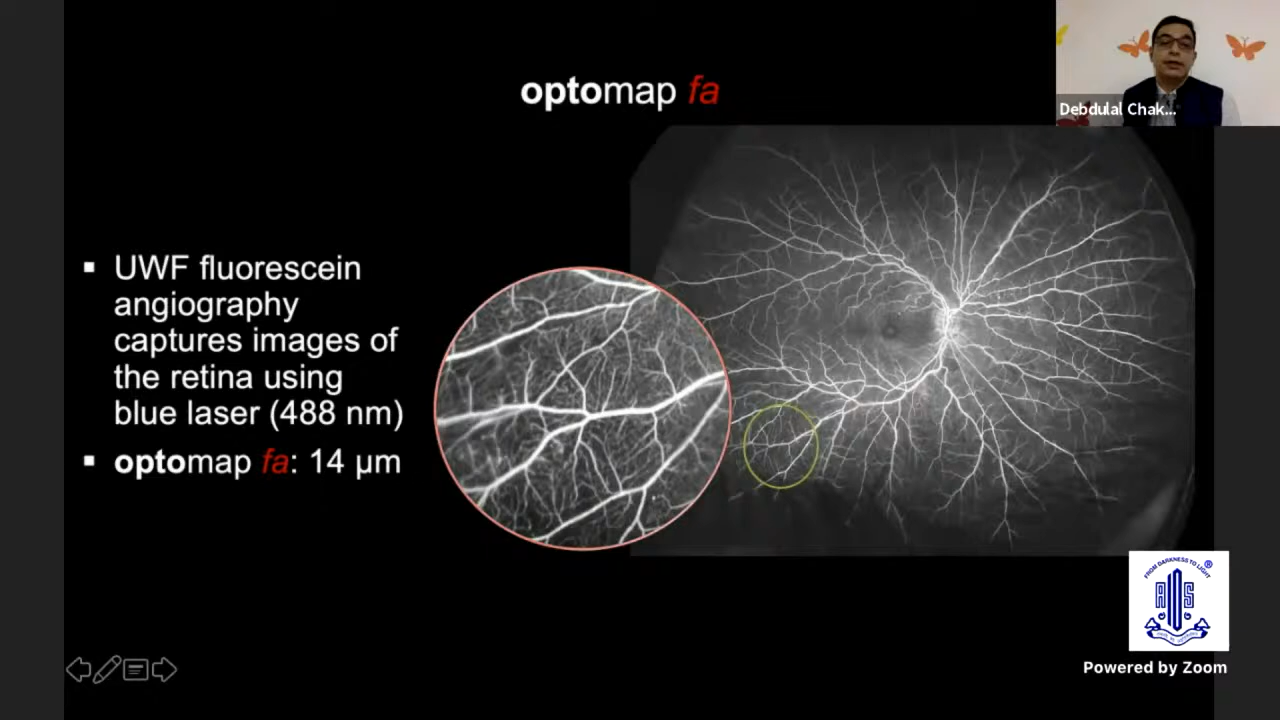 optomap fa
Debdulal Chak...
▪ UWF fluorescein
angiography
captures images of
the retina using
blue laser (488 nm)
▪ optomap fa: 14 µm
FROM DARKNESS TO LIGHT
®
AIOS
Powered by Zoom